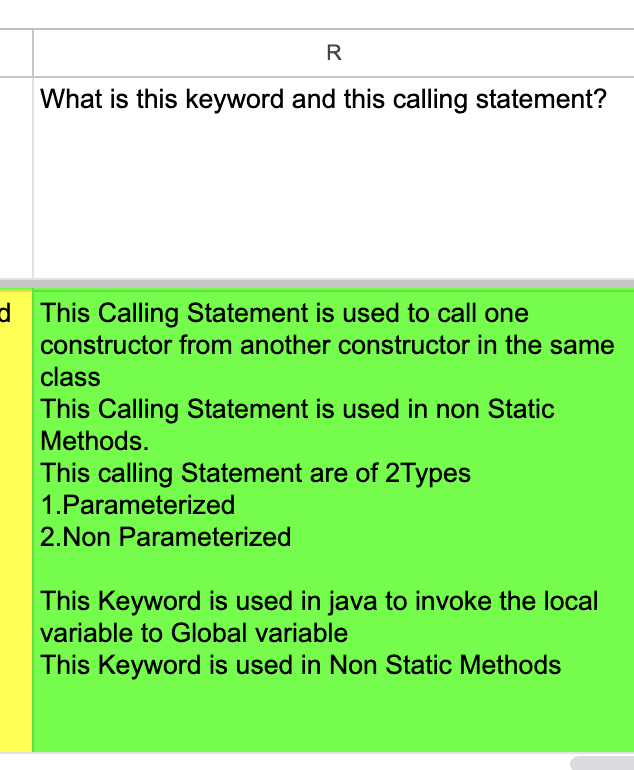 R
What is this keyword and this calling statement?
d
This Calling Statement is used to call one
constructor from another constructor in the same
class
This Calling Statement is used in non Static
Methods.
This calling Statement are of 2Types
1.Parameterized
2.Non Parameterized
This Keyword is used in java to invoke the local
variable to Global variable
This Keyword is used in Non Static Methods